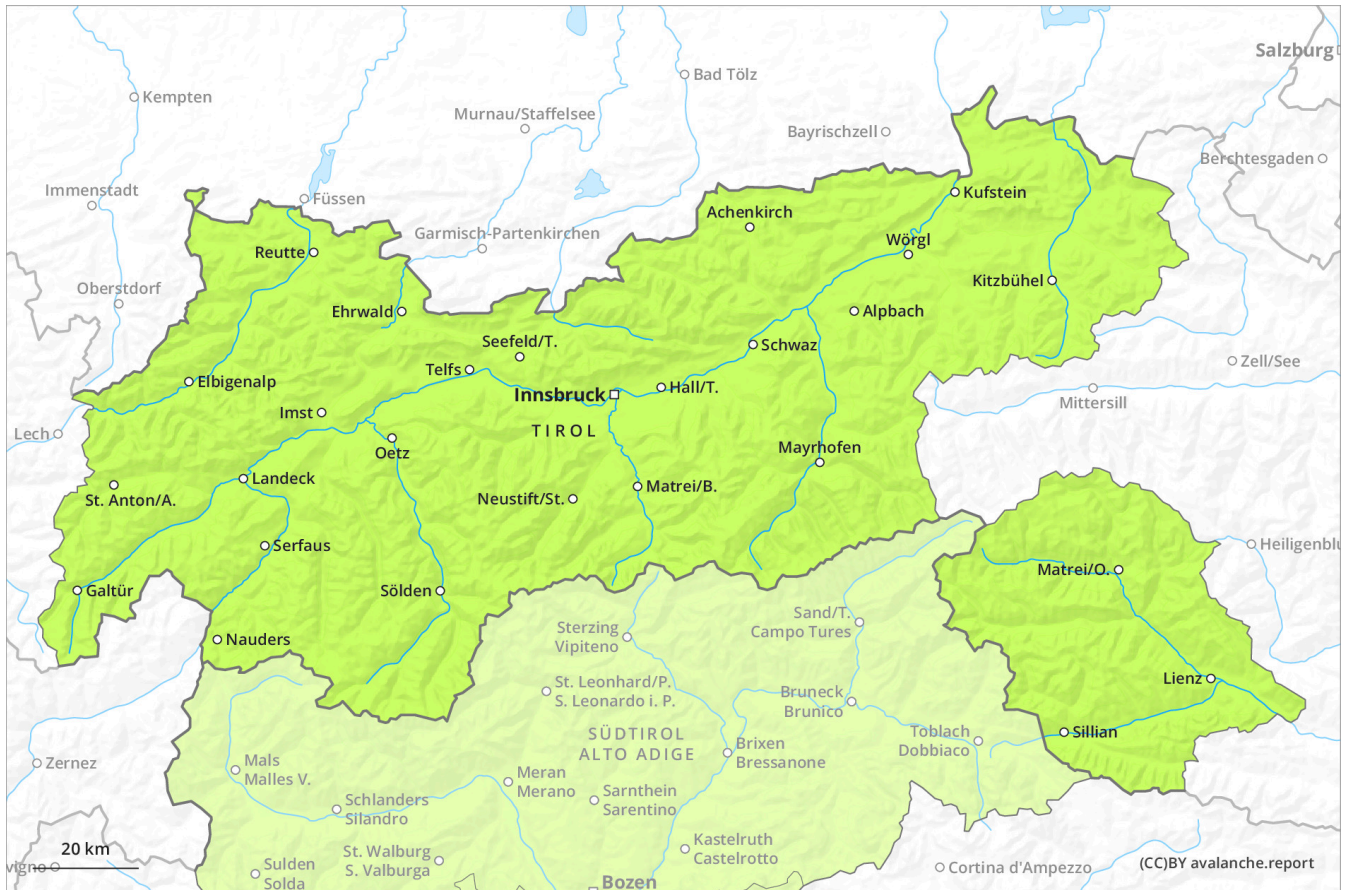 Salzburg
Bad Tölz
Kempten
Murnau/Staffelsee
Bayrischzell
Berchtesgaden
Immenstadt
Füssen
Kufstein
Achenkirch
Garmisch-Partenkirchen
Wörgl
Reutte
Kitzbühel
Oberstdorf
Ehrwald
Alpbach
Seefeld/T.
Schwaz
Zell/See
Telfs
Elbigenalp
Hall/T.
Innsbruck
Mittersill
Imst
Lech
TIROL
Oetz
Mayrhofen
Landeck
St. Anton/A.
Neustift/St.
Matrei/B.
Serfaus
Heiligenblu
Matrei/O.
Galtür
Sölden
Sand/T.
Campo Tures
Sterzing
Vipiteno
Nauders
Lienz
St. Leonhard/P.
S. Leonardo i. P.
Bruneck
Brunico
SÜDTIROL
ALTO ADIGE
Toblach
Dobbiaco
Sillian
Brixen
Bressanone
Zernez
Mals
Malles V.
Meran
Merano
Sarnthein
Sarentino
Schlanders
Silandro
Kastelruth
Castelrotto
20 km
St. Walburg
S. Valburga
vigno
Sulden
Solda
Cortina d'Ampezzo
(CC)BY avalanche.report
Bozen